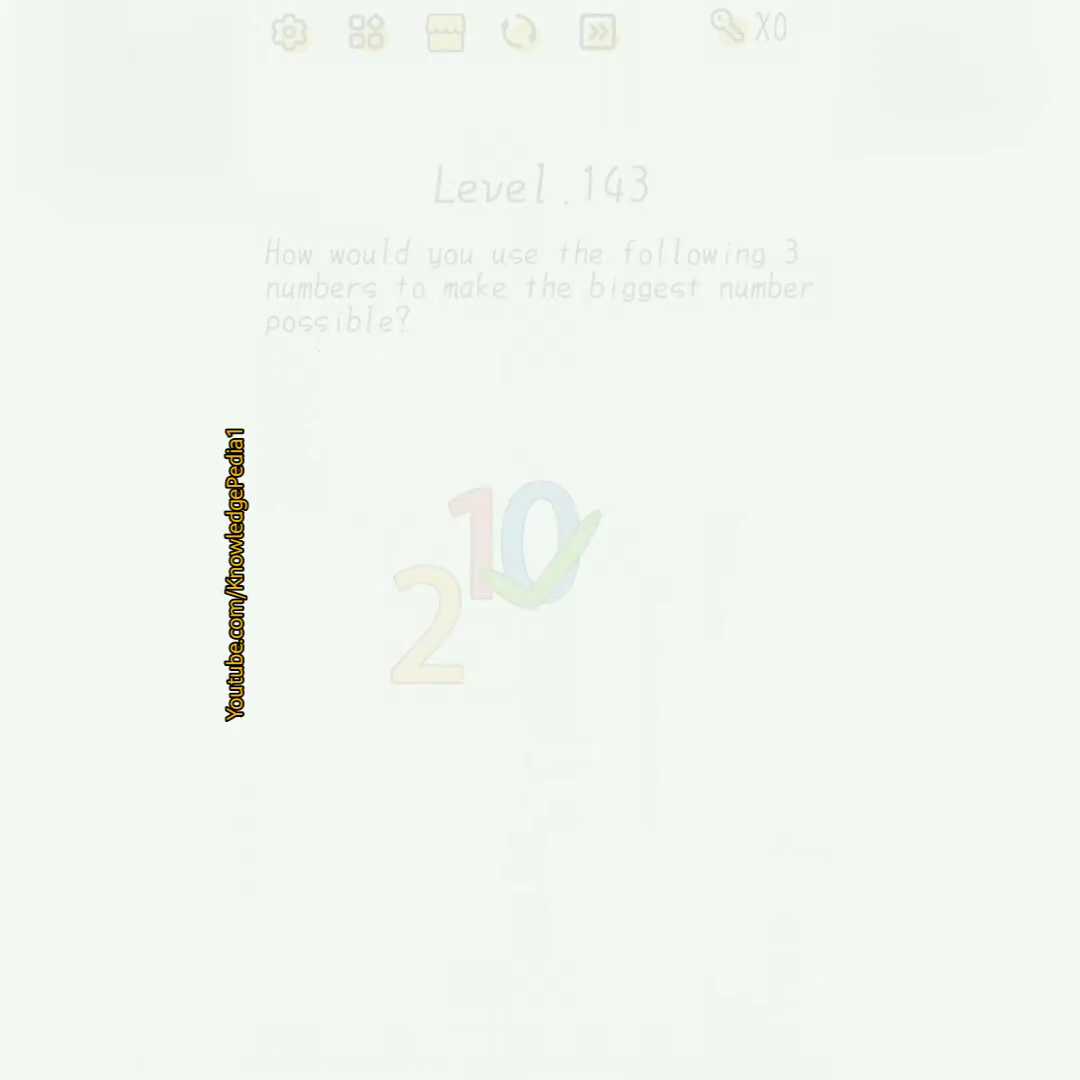 X0
Level.143
How would you use the following 3
numbers to make the biggest number
possible?
10
2
Youtube.com/KnowledgePedia1